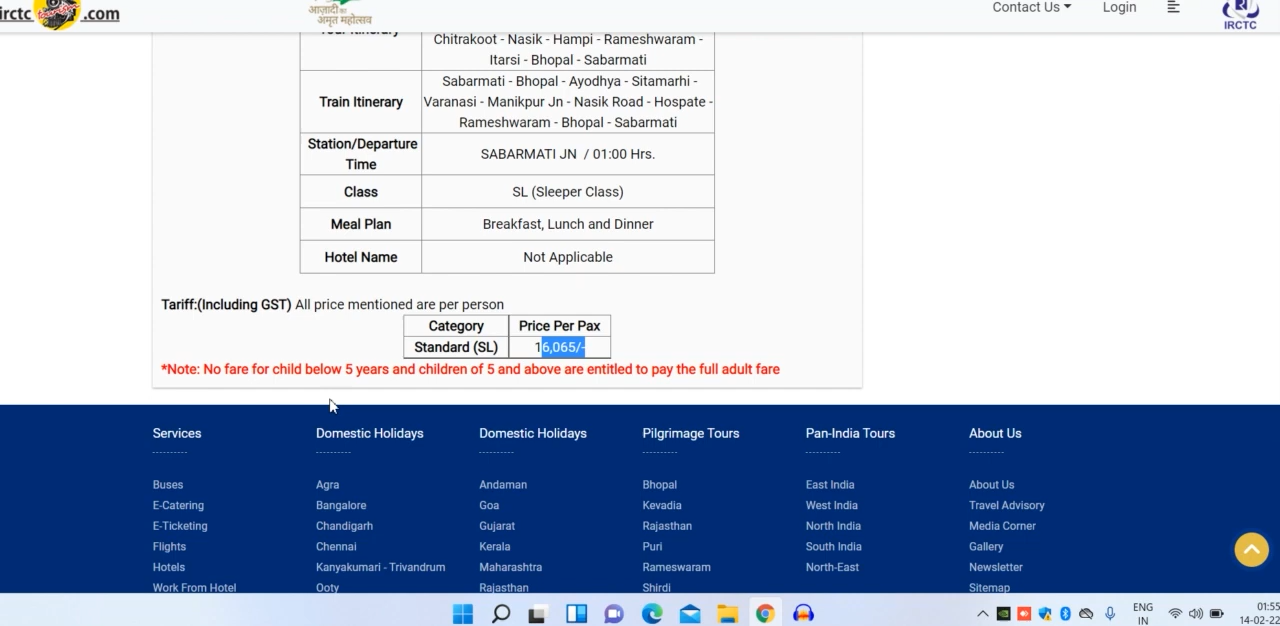 irctc tourism .com
आज़ादी का
अमृत महोत्सव
Contact Us
Login
IRCTC
Chitrakoot - Nasik - Hampi - Rameshwaram -
Itarsi - Bhopal - Sabarmati
Train Itinerary
Sabarmati - Bhopal - Ayodhya - Sitamarhi -
Varanasi - Manikpur Jn - Nasik Road - Hospate -
Rameshwaram - Bhopal - Sabarmati
Station/Departure
Time
SABARMATI JN / 01:00 Hrs.
Class
SL (Sleeper Class)
Meal Plan
Breakfast, Lunch and Dinner
Hotel Name
Not Applicable
Tariff:(Including GST) All price mentioned are per person
Category
Price Per Pax
Standard (SL)
16,065/-
*Note: No fare for child below 5 years and children of 5 and above are entitled to pay the full adult fare
Services
Domestic Holidays
Domestic Holidays
Pilgrimage Tours
Pan-India Tours
About Us
----------
----------
----------
----------
----------
----------
Buses
Agra
Andaman
Bhopal
East India
About Us
E-Catering
Bangalore
Goa
Kevadia
West India
Travel Advisory
E-Ticketing
Chandigarh
Gujarat
Rajasthan
North India
Media Corner
Flights
Chennai
Kerala
Puri
South India
Gallery
Hotels
Kanyakumari - Trivandrum
Maharashtra
Rameswaram
North-East
Newsletter
Work From Hotel
Ooty
Rajasthan
Shirdi
Sitemap
ENG
IN
01:55
14-02-22